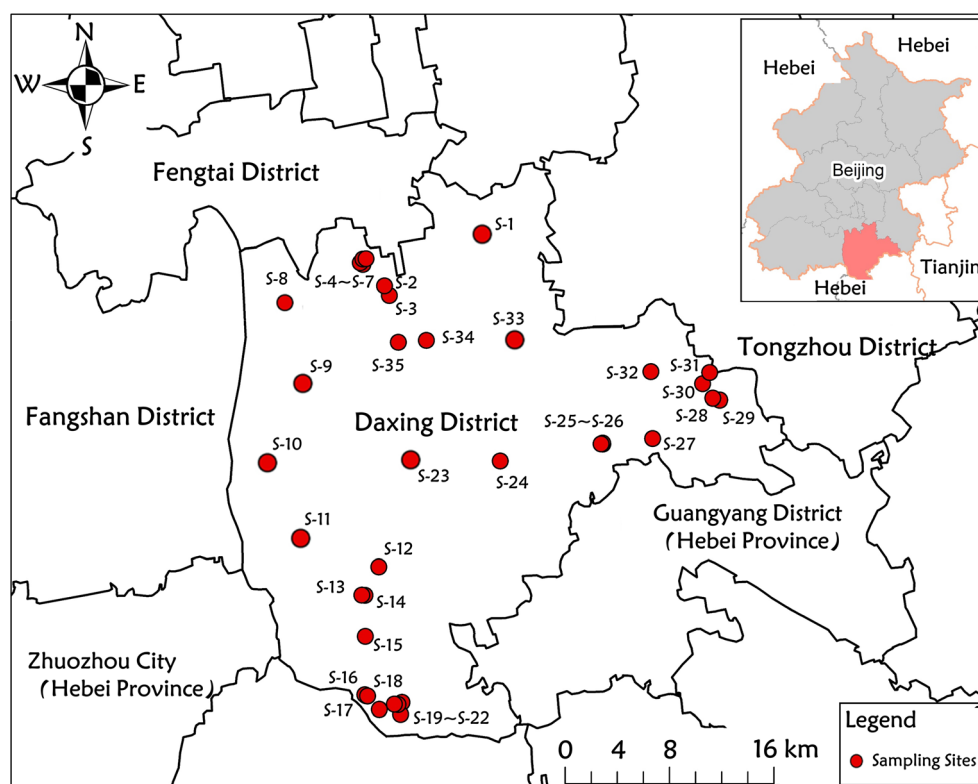 N
W E
S
Hebei
Hebei
Beijing
Tianjin
Hebei
Fengtai District
S-1
S-8
S-4~S-7
S-2
S-3
S-33
S-34
S-35
Tongzhou District
S-31
S-32
S-30
S-9
S-28
S-29
Fangshan District
Daxing District
S-25~S-26
S-27
S-10
S-23
S-24
Guangyang District
(Hebei Province)
S-11
S-12
S-13
S-14
S-15
Zhuozhou City
(Hebei Province)
S-16
S-18
S-17
S-19~S-22
Legend
Sampling Sites
0 4 8 16 km